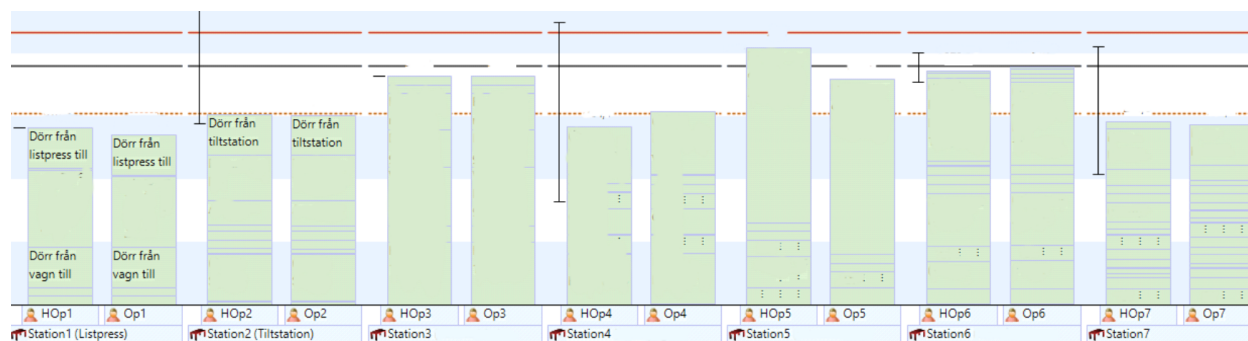 Dörr från
listpress till
Dörr från
listpress till
Dörr från
tiltstation
Dörr från
tiltstation
Dörr från
vagn till
Dörr från
vagn till
HOp1
Op1
HOp2
Op2
HOp3
Op3
HOp4
Op4
HOp5
Op5
HOp6
Op6
HOp7
Op7
Station1 (Listpress)
Station2 (Tiltstation)
Station3
Station4
Station5
Station6
Station7